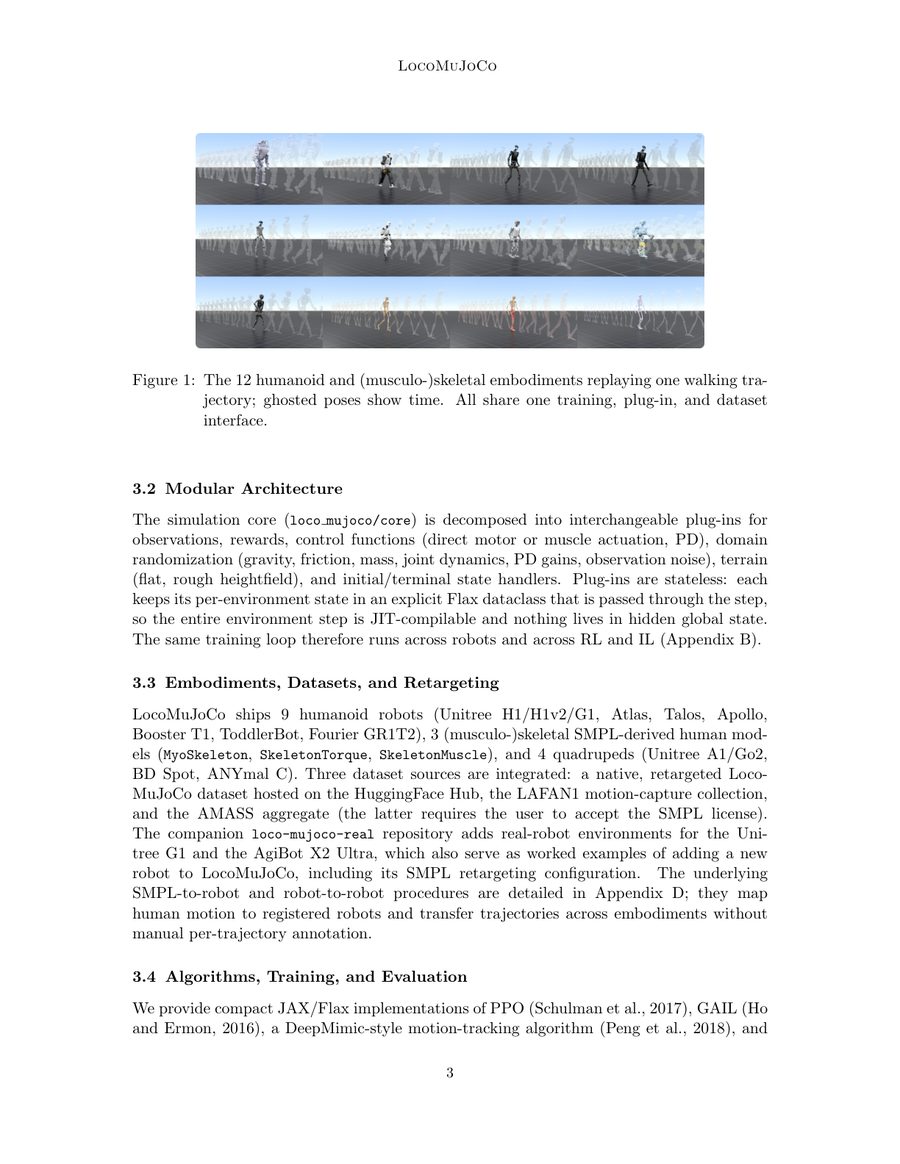 LocoMuJoCo
Figure 1: The 12 humanoid and (musculo-)skeletal embodiments replaying one walking tra-
jectory; ghosted poses show time. All share one training, plug-in, and dataset
interface.
3.2 Modular Architecture
The simulation core (loco_mujoco/core) is decomposed into interchangeable plug-ins for
observations, rewards, control functions (direct motor or muscle actuation, PD), domain
randomization (gravity, friction, mass, joint dynamics, PD gains, observation noise), terrain
(flat, rough heightfield), and initial/terminal state handlers. Plug-ins are stateless: each
keeps its per-environment state in an explicit Flax dataclass that is passed through the step,
so the entire environment step is JIT-compilable and nothing lives in hidden global state.
The same training loop therefore runs across robots and across RL and IL (Appendix B).
3.3 Embodiments, Datasets, and Retargeting
LocoMuJoCo ships 9 humanoid robots (Unitree H1/H1v2/G1, Atlas, Talos, Apollo,
Booster T1, ToddlerBot, Fourier GR1T2), 3 (musculo-)skeletal SMPL-derived human mod-
els (MyoSkeleton, SkeletonTorque, SkeletonMuscle), and 4 quadrupeds (Unitree A1/Go2,
BD Spot, ANYmal C). Three dataset sources are integrated: a native, retargeted Loco-
MuJoCo dataset hosted on the HuggingFace Hub, the LAFAN1 motion-capture collection,
and the AMASS aggregate (the latter requires the user to accept the SMPL license).
The companion loco-mujoco-real repository adds real-robot environments for the Uni-
tree G1 and the AgiBot X2 Ultra, which also serve as worked examples of adding a new
robot to LocoMuJoCo, including its SMPL retargeting configuration. The underlying
SMPL-to-robot and robot-to-robot procedures are detailed in Appendix D; they map
human motion to registered robots and transfer trajectories across embodiments without
manual per-trajectory annotation.
3.4 Algorithms, Training, and Evaluation
We provide compact JAX/Flax implementations of PPO (Schulman et al., 2017), GAIL (Ho
and Ermon, 2016), a DeepMimic-style motion-tracking algorithm (Peng et al., 2018), and
3